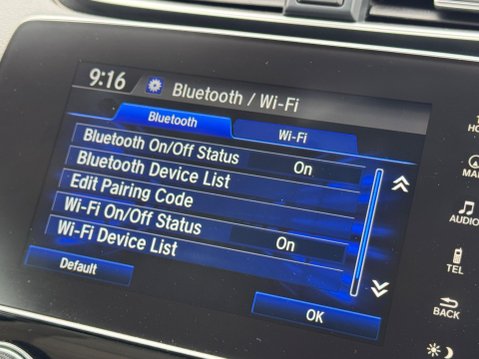 9:16 Bluetooth / Wi-Fi
Bluetooth Wi-Fi
Bluetooth On/Off Status On
Bluetooth Device List
Edit Pairing Code
Wi-Fi On/Off Status On
Wi-Fi Device List
Default OK
AUDIO
TEL
BACK